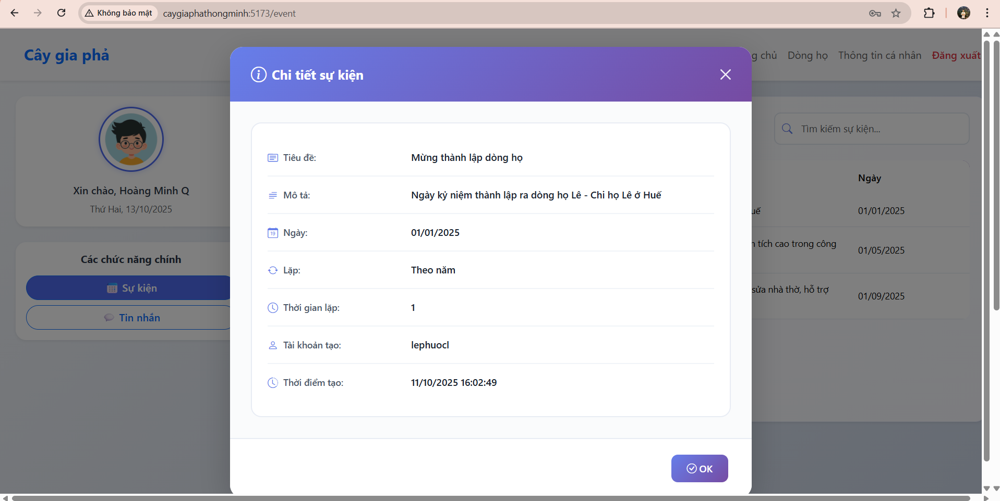 Không bảo mật
caygiaphathongminh:5173/event
Cây gia phả
g chủ
Dòng họ
Thông tin cá nhân
Đăng xuất
Xin chào, Hoàng Minh Q
Thứ Hai, 13/10/2025
Các chức năng chính
Sự kiện
Tin nhắn
Chi tiết sự kiện
Tiêu đề: Mừng thành lập dòng họ
Mô tả: Ngày kỷ niệm thành lập ra dòng họ Lê - Chi họ Lê ở Huế
Ngày: 01/01/2025
Lặp: Theo năm
Thời gian lặp: 1
Tài khoản tạo: lephuocl
Thời điểm tạo: 11/10/2025 16:02:49
OK
Tìm kiếm sự kiện...
Ngày
uế 01/01/2025
n tích cao trong công
01/05/2025
sửa nhà thờ, hỗ trợ
01/09/2025